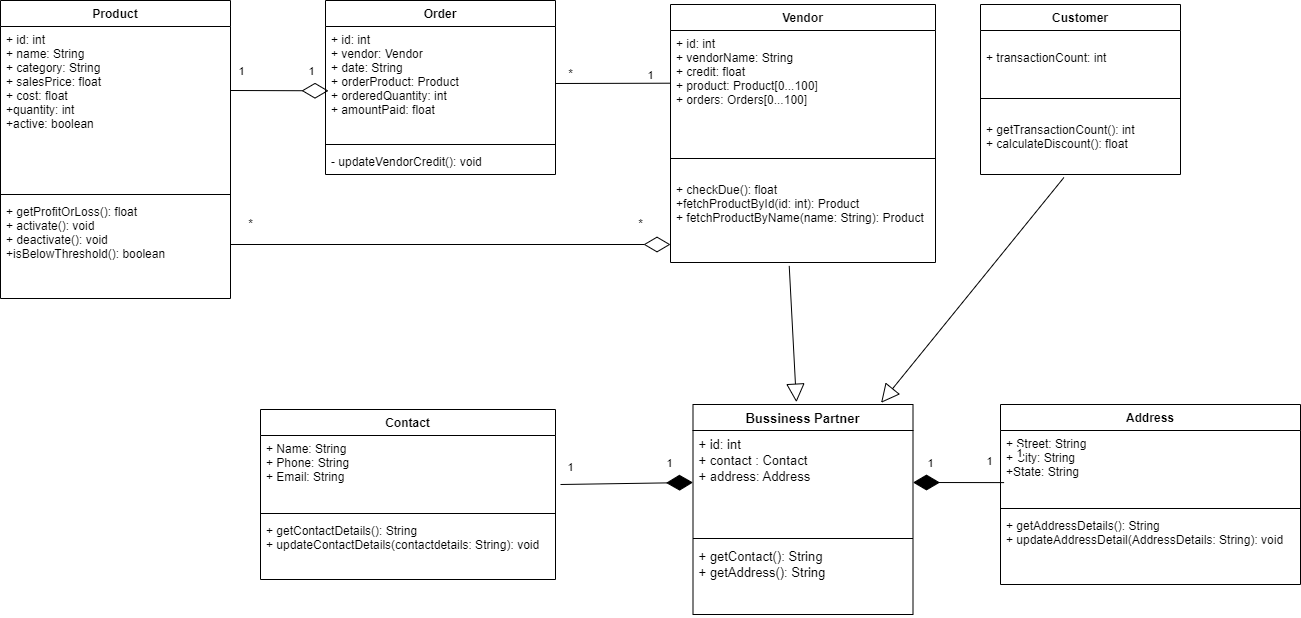 Product
+ id: int
+ name: String
+ category: String
+ salesPrice: float
+ cost: float
+quantity: int
+active: boolean
+ getProfitOrLoss(): float
+ activate(): void
+ deactivate(): void
+isBelowThreshold(): boolean
1
1
Order
+ id: int
+ vendor: Vendor
+ date: String
+ orderProduct: Product
+ orderedQuantity: int
+ amountPaid: float
- updateVendorCredit(): void
*
1
*
*
Vendor
+ id: int
+ vendorName: String
+ credit: float
+ product: Product[0...100]
+ orders: Orders[0...100]
+ checkDue(): float
+fetchProductById(id: int): Product
+ fetchProductByName(name: String): Product
Customer
+ transactionCount: int
+ getTransactionCount(): int
+ calculateDiscount(): float
Contact
+ Name: String
+ Phone: String
+ Email: String
+ getContactDetails(): String
+ updateContactDetails(contactdetails: String): void
1
1
Bussiness Partner
+ id: int
+ contact : Contact
+ address: Address
+ getContact(): String
+ getAddress(): String
1
1
Address
+ Street: String
1
+ City: String
+State: String
+ getAddressDetails(): String
+ updateAddressDetail(AddressDetails: String): void